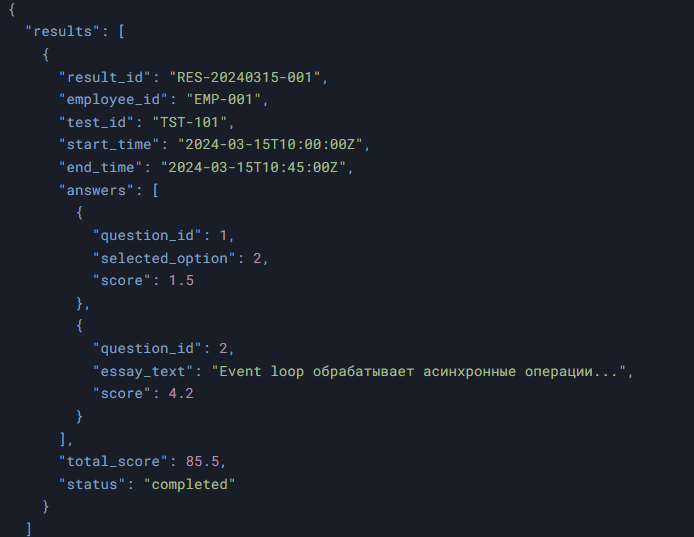 {
"results": [
{
"result_id": "RES-20240315-001",
"employee_id": "EMP-001",
"test_id": "TST-101",
"start_time": "2024-03-15T10:00:00Z",
"end_time": "2024-03-15T10:45:00Z",
"answers": [
{
"question_id": 1,
"selected_option": 2,
"score": 1.5
},
{
"question_id": 2,
"essay_text": "Event loop обрабатывает асинхронные операции...",
"score": 4.2
}
],
"total_score": 85.5,
"status": "completed"
}
]